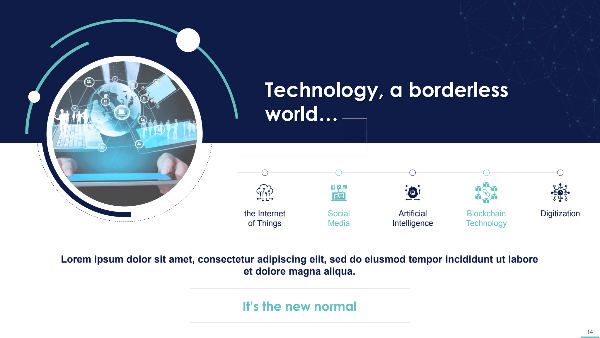 Technology, a borderless
world...
the Internet
of Things
Social
Media
Artificial
Intelligence
Blockchain
Technology
Digitization
Lorem ipsum dolor sit amet, consectetur adipiscing elit, sed do eiusmod tempor incididunt ut labore
et dolore magna aliqua.
It's the new normal
14